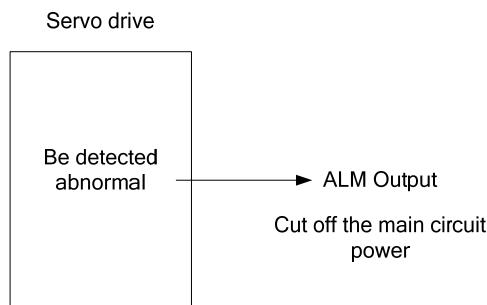 Servo drive
Be detected
abnormal
ALM Output
Cut off the main circuit
power